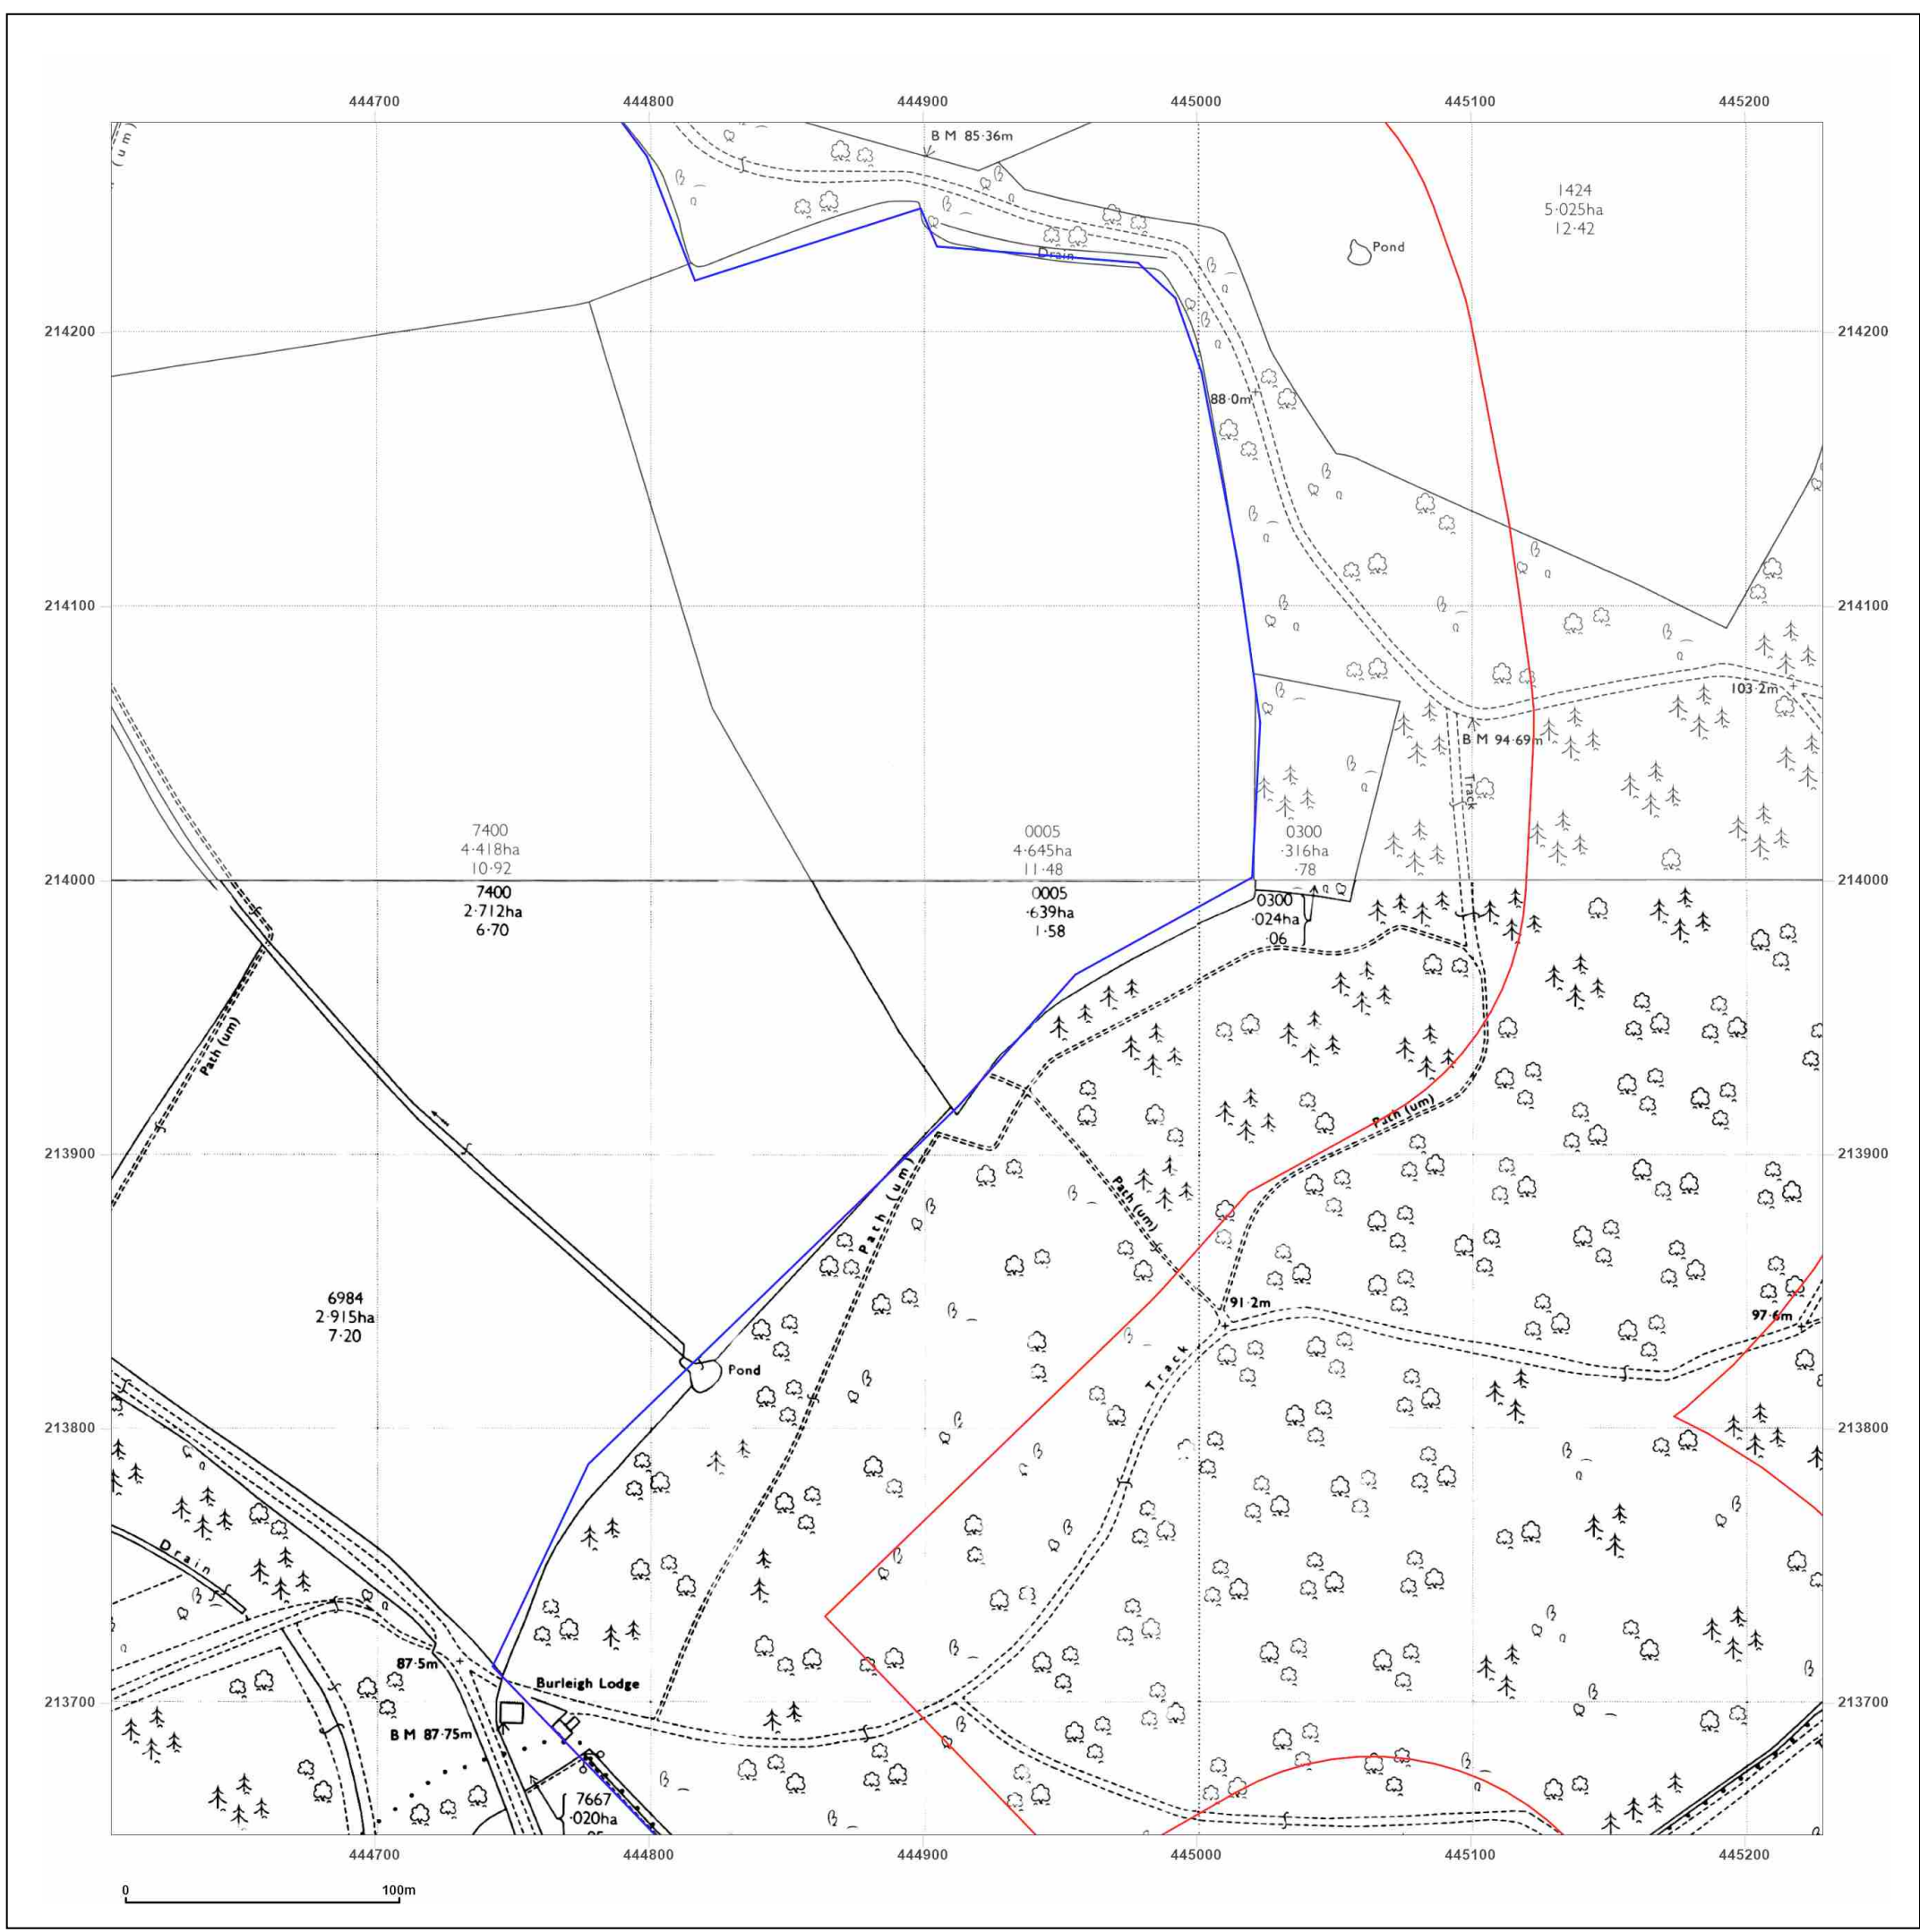 444700 444800 444900 445000 445100 445200
(um)
B M 85·36m
1424
5·025ha
12·42
Pond
Drain
214200 214200
88·0m
214100 214100
103·2m
B M 94·69m
Track
7400
4·418ha
10·92
0005
4·645ha
11·48
0300
·316ha
·78
214000 214000
7400
2·712ha
6·70
0005
·639ha
1·58
0300
·024ha
·06
Path (um)
Path (um)
213900 213900
Path (um)
Path (um)
91·2m
97·6m
6984
2·915ha
7·20
Pond
Track
213800 213800
Drain
87·5m
Burleigh Lodge
213700 213700
B M 87·75m
7667
·020ha
444700 444800 444900 445000 445100 445200
0 100m